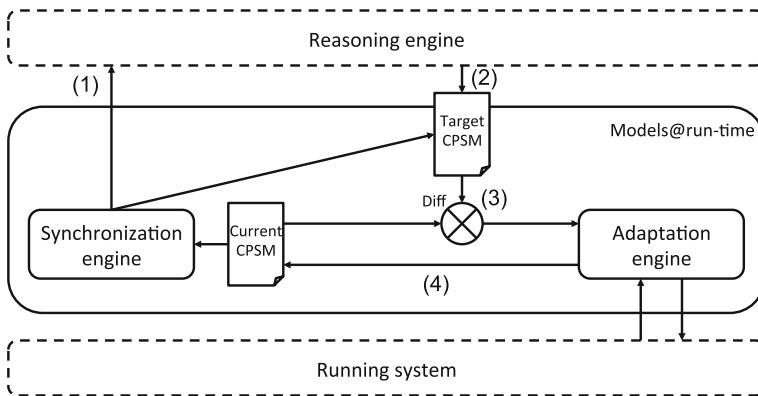 Reasoning engine
(1)
(2)
Target
CPSM
Models@run-time
Diff
(3)
Synchronization
engine
Current
CPSM
Adaptation
engine
(4)
Running system